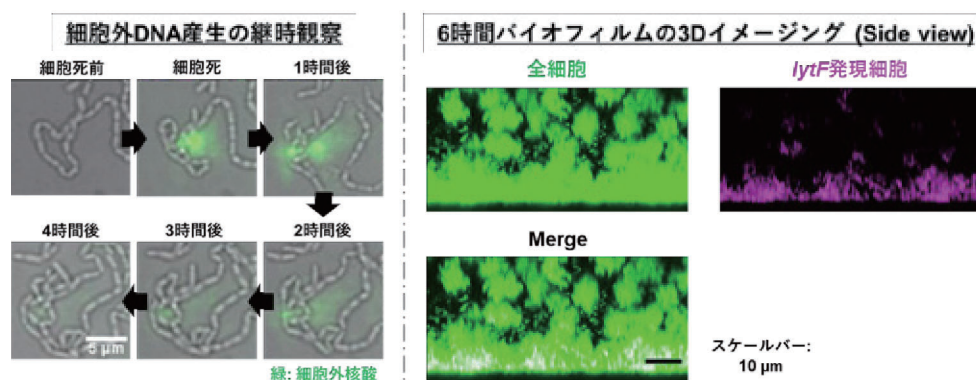 細胞外DNA産生の継時観察
細胞死前
細胞死
1時間後
4時間後
3時間後
2時間後
5 μm
緑: 細胞外核酸
6時間バイオフィルムの3Dイメージング (Side view)
全細胞
lytF発現細胞
Merge
スケールバー:
10 μm